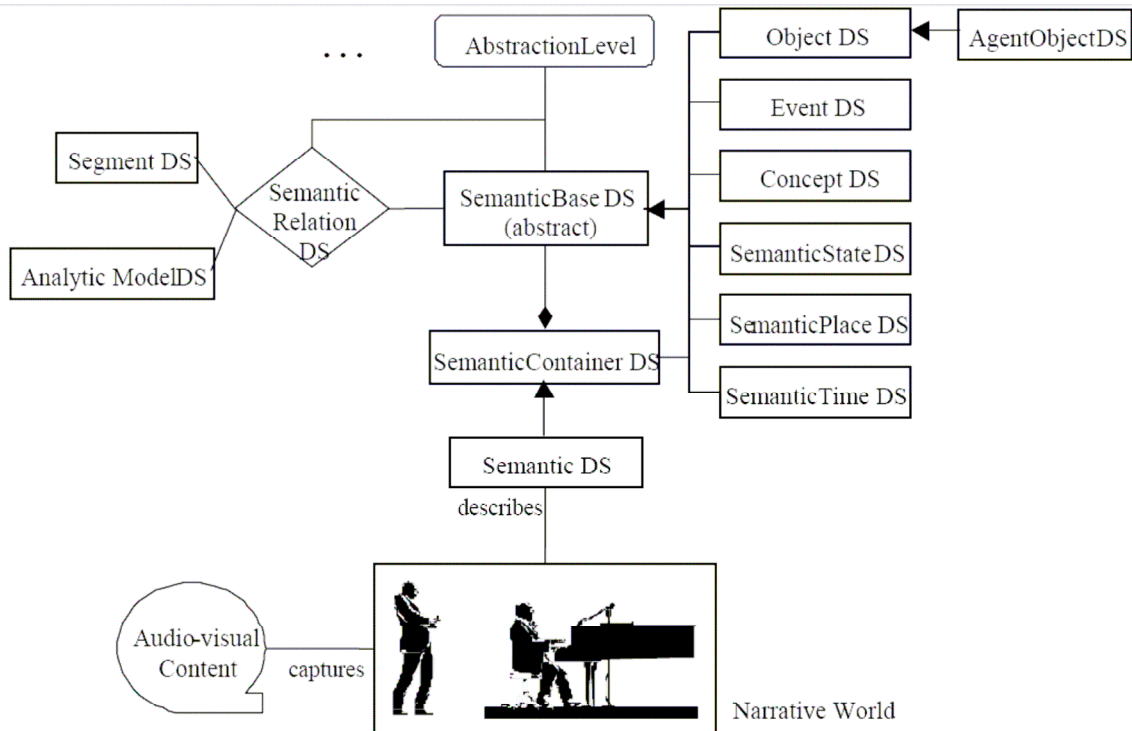 ...
AbstractionLevel
Object DS
AgentObjectDS
Event DS
Segment DS
Semantic
Relation
DS
SemanticBase DS
(abstract)
Concept DS
Analytic ModelDS
SemanticState DS
SemanticPlace DS
SemanticContainer DS
SemanticTime DS
Semantic DS
describes
Audio-visual
Content
captures
Narrative World